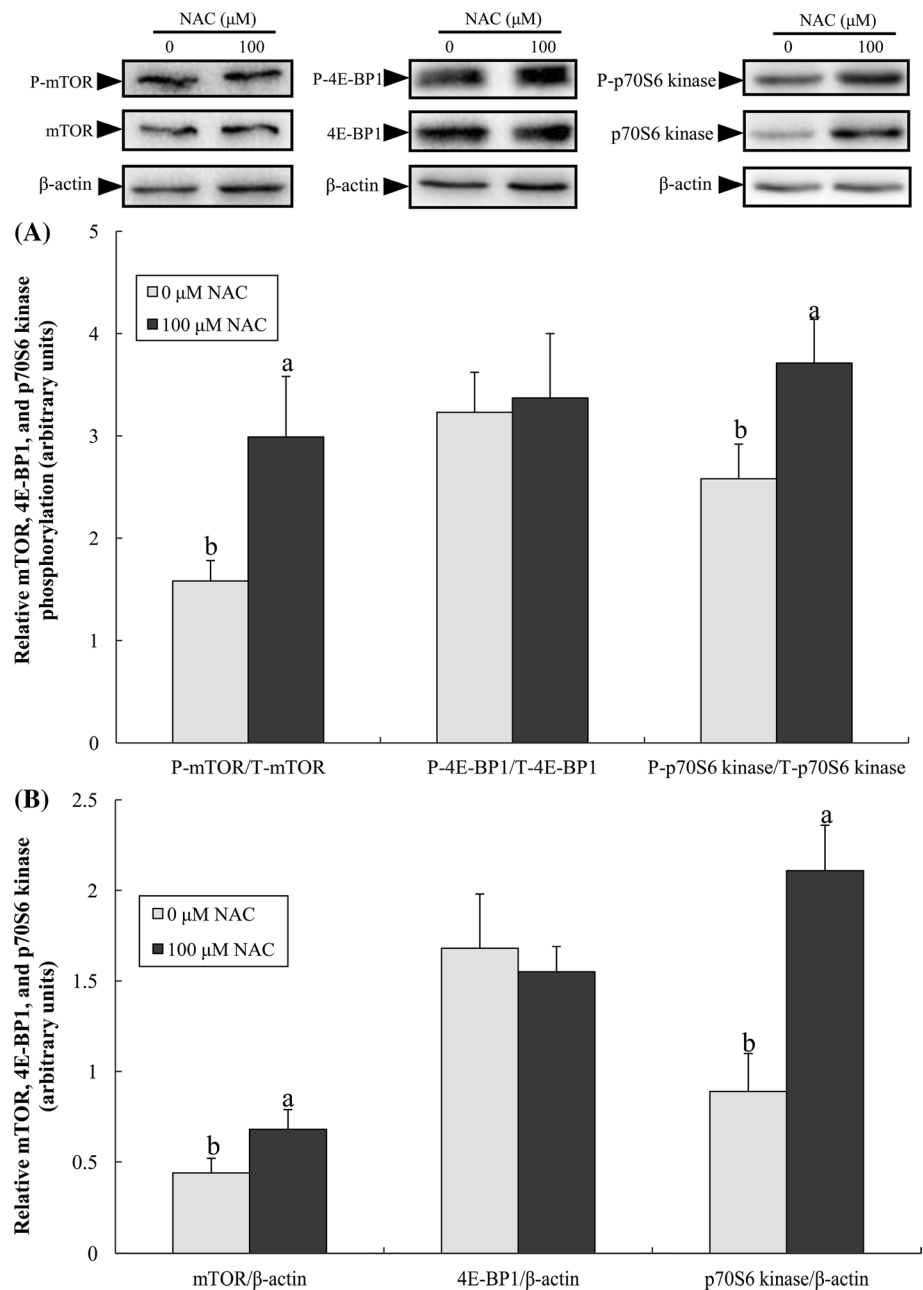 NAC (μM)
0 100
P-mTOR
mTOR
β-actin
NAC (μM)
0 100
P-4E-BP1
4E-BP1
β-actin
NAC (μM)
0 100
P-p70S6 kinase
p70S6 kinase
β-actin
(A)
Relative mTOR, 4E-BP1, and p70S6 kinase
phosphorylation (arbitrary units)
5
4
3
2
1
0
0 μM NAC
100 μM NAC
b
a
b
a
P-mTOR/T-mTOR
P-4E-BP1/T-4E-BP1
P-p70S6 kinase/T-p70S6 kinase
(B)
Relative mTOR, 4E-BP1, and p70S6 kinase
(arbitrary units)
2.5
2
1.5
1
0.5
0
0 μM NAC
100 μM NAC
b
a
b
a
mTOR/β-actin
4E-BP1/β-actin
p70S6 kinase/β-actin